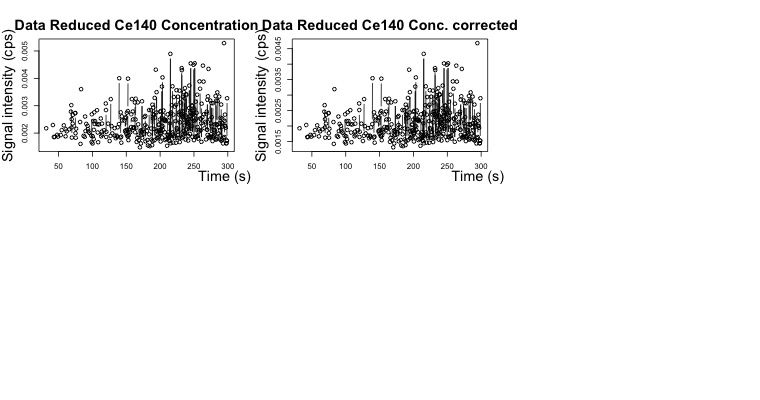 Data Reduced Ce140 Concentration
Signal intensity (cps)
0.005
0.004
0.003
0.002
50 100 150 200 250 300
Time (s)
Data Reduced Ce140 Conc. corrected
Signal intensity (cps)
0.0045
0.0035
0.0025
0.0015
50 100 150 200 250 300
Time (s)